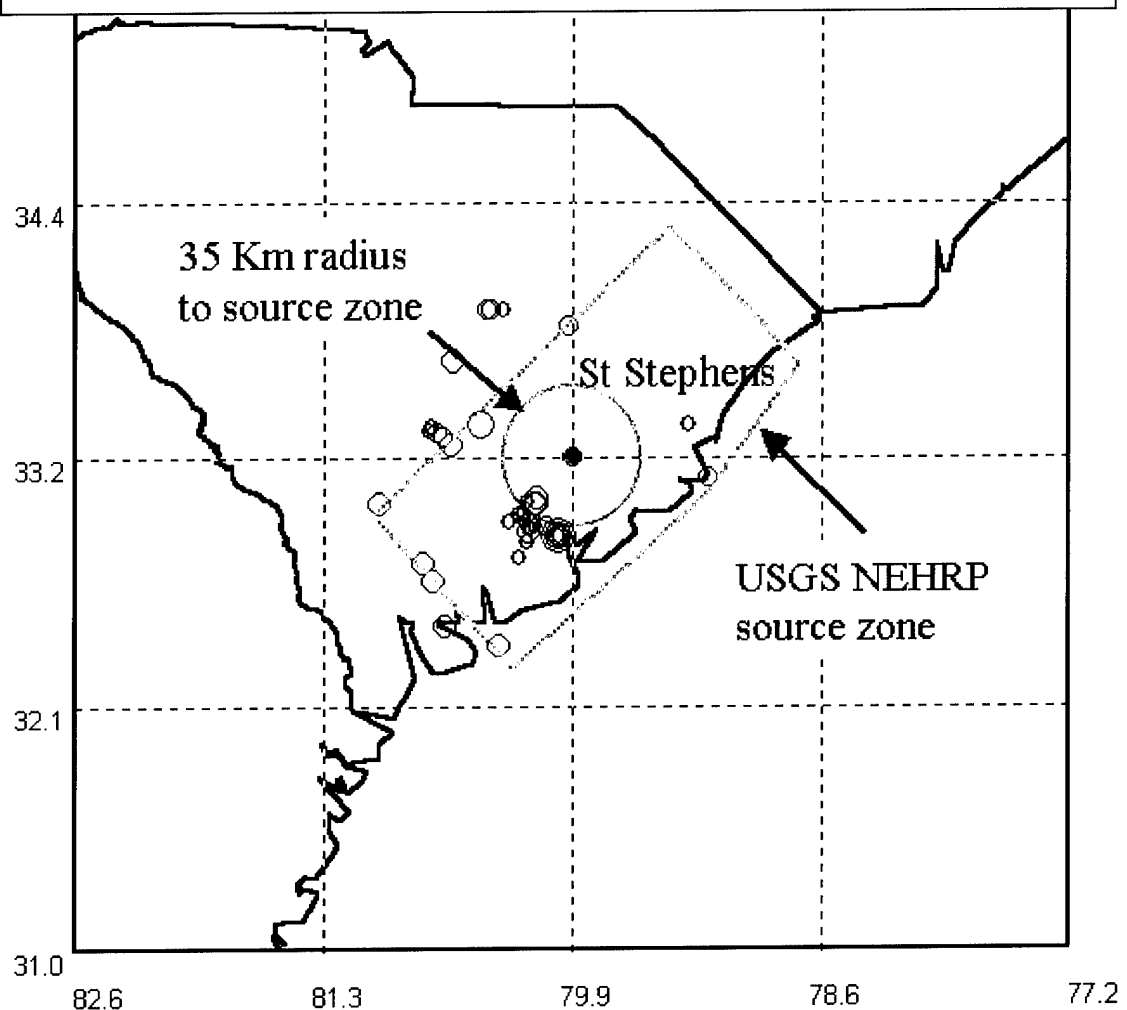 34.4
35 Km radius
to source zone
St Stephens
33.2
USGS NEHRP
source zone
32.1
31.0
82.6 81.3 79.9 78.6 77.2